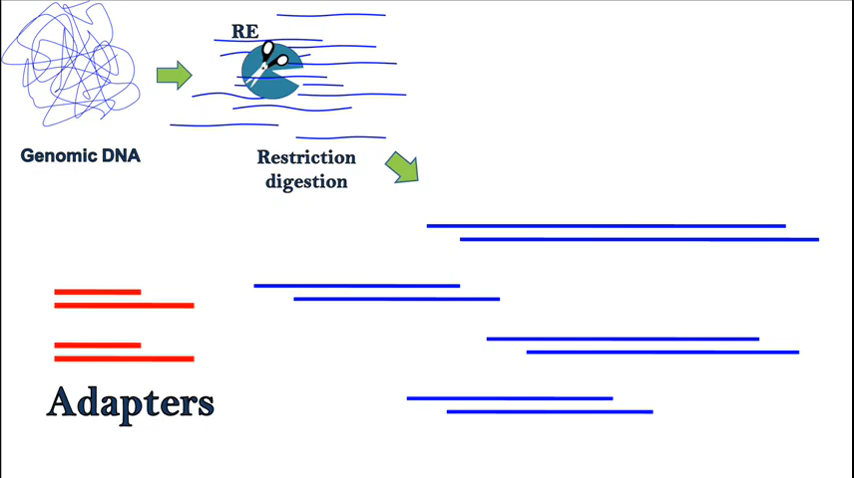 RE
Genomic DNA
Restriction
digestion
Adapters